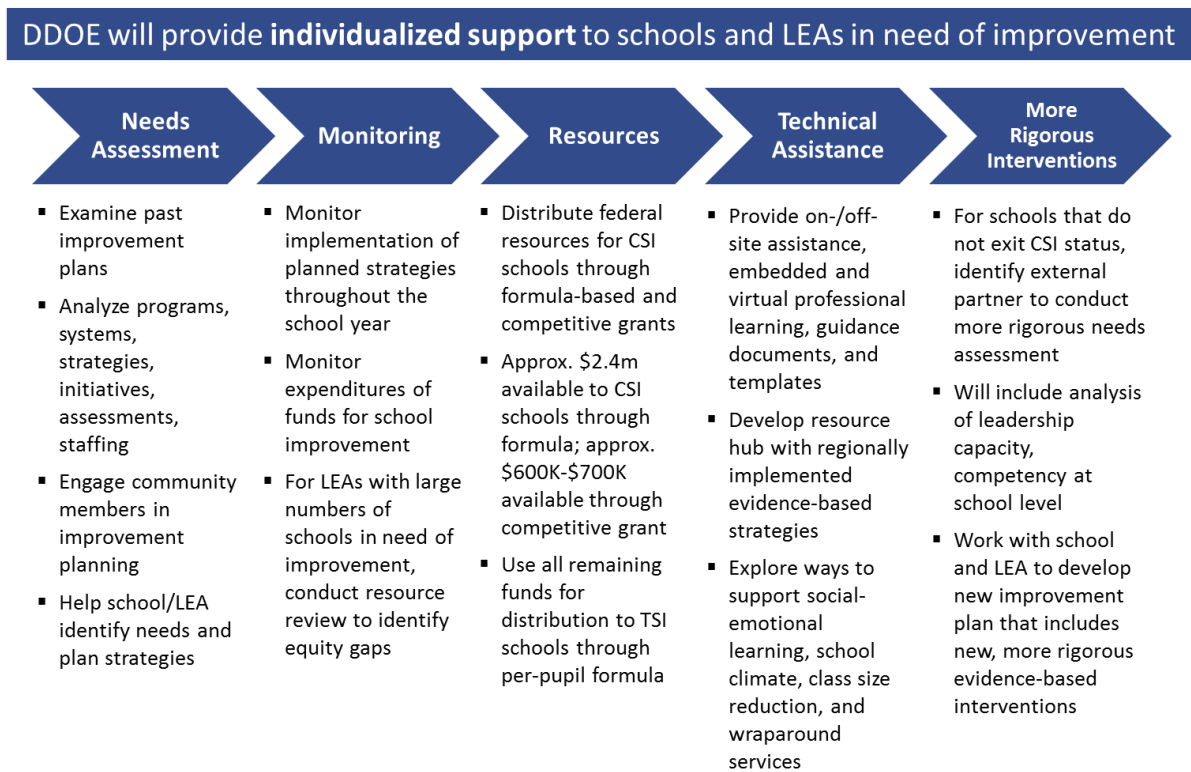 DDOE will provide individualized support to schools and LEAs in need of improvement
Needs
Assessment
▪ Examine past
improvement
plans
▪ Analyze programs,
systems,
strategies,
initiatives,
assessments,
staffing
▪ Engage community
members in
improvement
planning
▪ Help school/LEA
identify needs and
plan strategies
Monitoring
▪ Monitor
implementation of
planned strategies
throughout the
school year
▪ Monitor
expenditures of
funds for school
improvement
▪ For LEAs with large
numbers of
schools in need of
improvement,
conduct resource
review to identify
equity gaps
Resources
▪ Distribute federal
resources for CSI
schools through
formula-based and
competitive grants
▪ Approx. $2.4m
available to CSI
schools through
formula; approx.
$600K-$700K
available through
competitive grant
▪ Use all remaining
funds for
distribution to TSI
schools through
per-pupil formula
Technical
Assistance
▪ Provide on-/off-
site assistance,
embedded and
virtual professional
learning, guidance
documents, and
templates
▪ Develop resource
hub with regionally
implemented
evidence-based
strategies
▪ Explore ways to
support social-
emotional
learning, school
climate, class size
reduction, and
wraparound
services
More
Rigorous
Interventions
▪ For schools that do
not exit CSI status,
identify external
partner to conduct
more rigorous needs
assessment
▪ Will include analysis
of leadership
capacity,
competency at
school level
▪ Work with school
and LEA to develop
new improvement
plan that includes
new, more rigorous
evidence-based
interventions